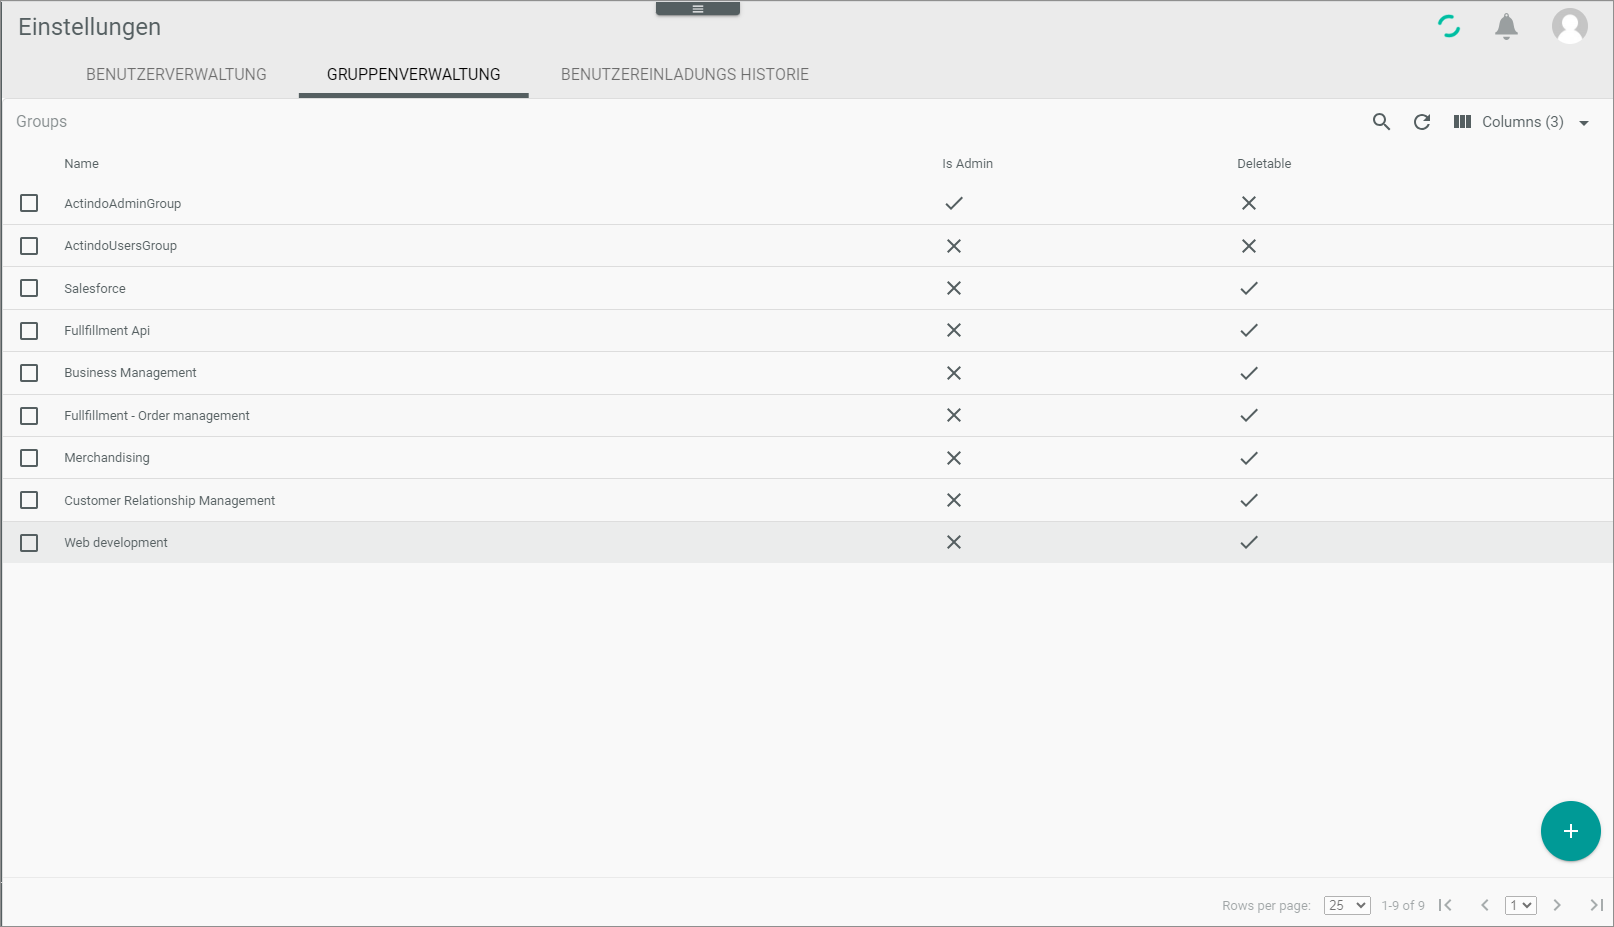 Einstellungen
BENUTZERVERWALTUNG GRUPPENVERWALTUNG BENUTZEREINLADUNGS HISTORIE
Groups Columns (3)
Name Is Admin Deletable
ActindoAdminGroup
ActindoUsersGroup
Salesforce
Fullfillment Api
Business Management
Fullfillment - Order management
Merchandising
Customer Relationship Management
Web development
Rows per page: 25 1-9 of 9 1